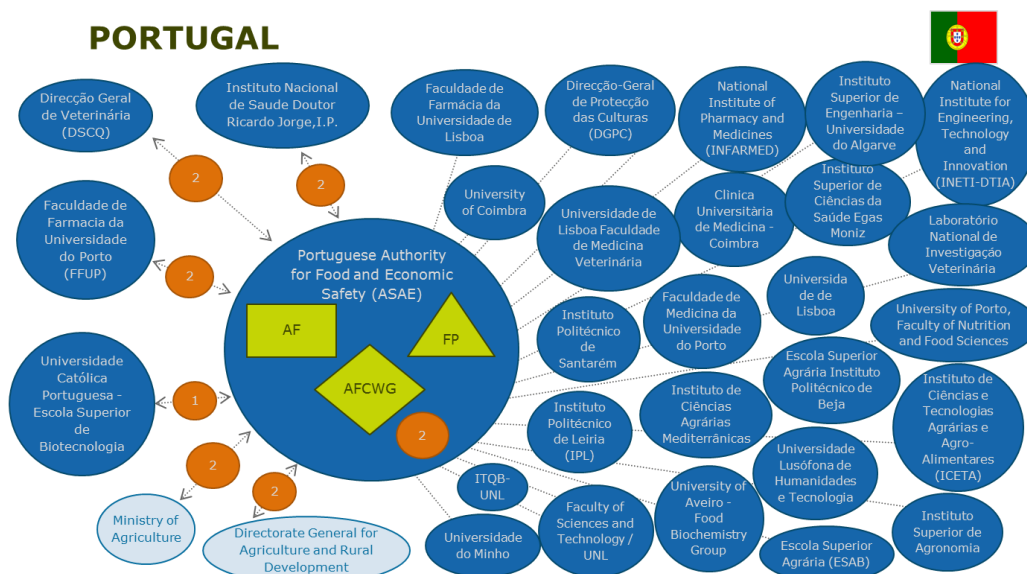 PORTUGAL
Direcção Geral
de Veterinária
(DSCQ)
Instituto Nacional
de Saude Doutor
Ricardo Jorge,I.P.
Faculdade de
Farmácia da
Universidade de
Lisboa
Direcção-Geral
de Protecção
das Culturas
(DGPC)
National
Institute of
Pharmacy and
Medicines
(INFARMED)
Instituto
Superior de
Engenharia –
Universidade
do Algarve
National
Institute for
Engineering,
Technology
and
Innovation
(INETI-DTIA)
2
2
Faculdade de
Farmacia da
Universidade
do Porto
(FFUP)
2
University
of Coimbra
Universidade de
Lisboa Faculdade
de Medicina
Veterinária
Clinica
Universitária
de Medicina -
Coimbra
Instituto
Superior de
Ciências da
Saúde Egas
Moniz
Laboratório
National de
Investigação
Veterinária
Portuguese Authority
for Food and Economic
Safety (ASAE)
AF
FP
AFCWG
2
Instituto
Politécnico
de
Santarém
Faculdade de
Medicina da
Universidade
do Porto
Universida
de de
Lisboa
University of Porto,
Faculty of Nutrition
and Food Sciences
Universidade
Católica
Portuguesa -
Escola Superior
de
Biotecnologia
1
Escola Superior
Agrária Instituto
Politécnico de
Beja
Instituto de
Ciências e
Tecnologias
Agrárias e
Agro-
Alimentares
(ICETA)
Instituto
Politécnico
de Leiria
(IPL)
Instituto de
Ciências
Agrárias
Mediterrânicas
Universidade
Lusófona de
Humanidades
e Tecnologia
2
2
ITQB-
UNL
University of
Aveiro -
Food
Biochemistry
Group
Ministry of
Agriculture
Directorate General for
Agriculture and Rural
Development
Universidade
do Minho
Faculty of
Sciences and
Technology /
UNL
Escola Superior
Agrária (ESAB)
Instituto
Superior de
Agronomia